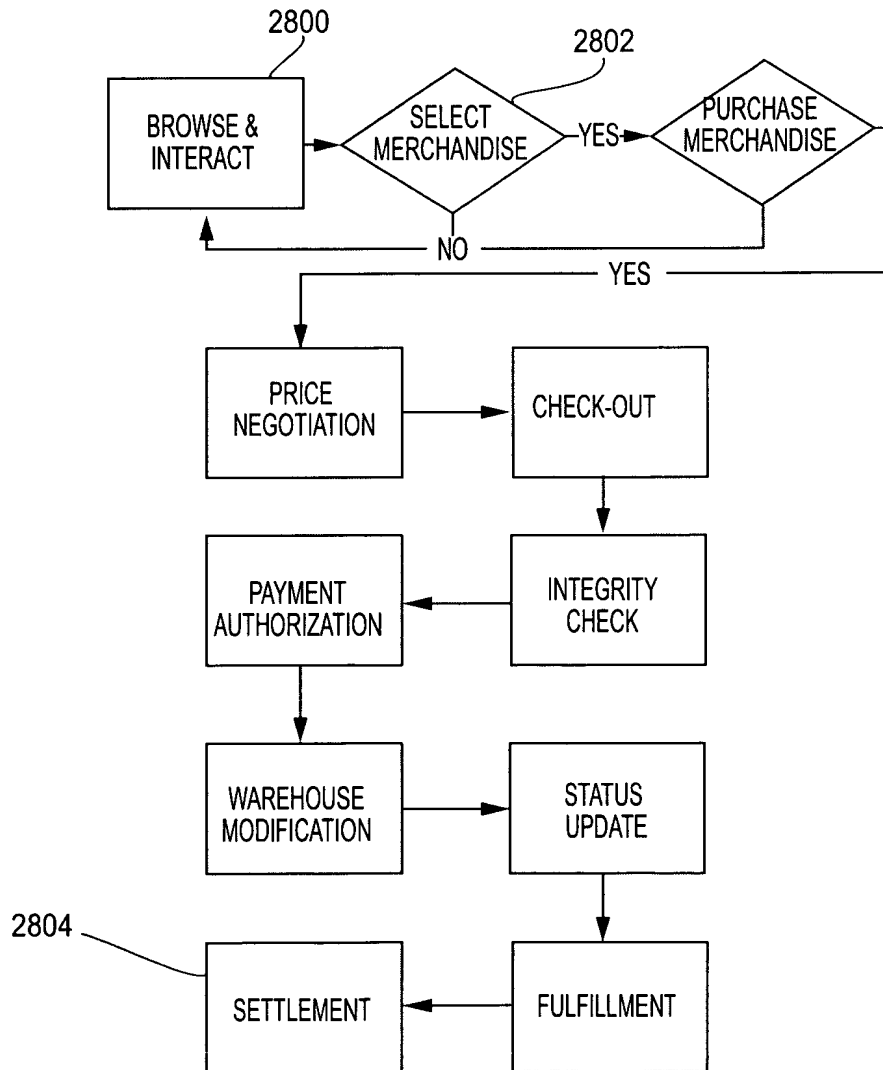 2800
2802
BROWSE &
INTERACT
SELECT
MERCHANDISE
YES
PURCHASE
MERCHANDISE
NO
YES
PRICE
NEGOTIATION
CHECK-OUT
PAYMENT
AUTHORIZATION
INTEGRITY
CHECK
WAREHOUSE
MODIFICATION
STATUS
UPDATE
2804
SETTLEMENT
FULFILLMENT